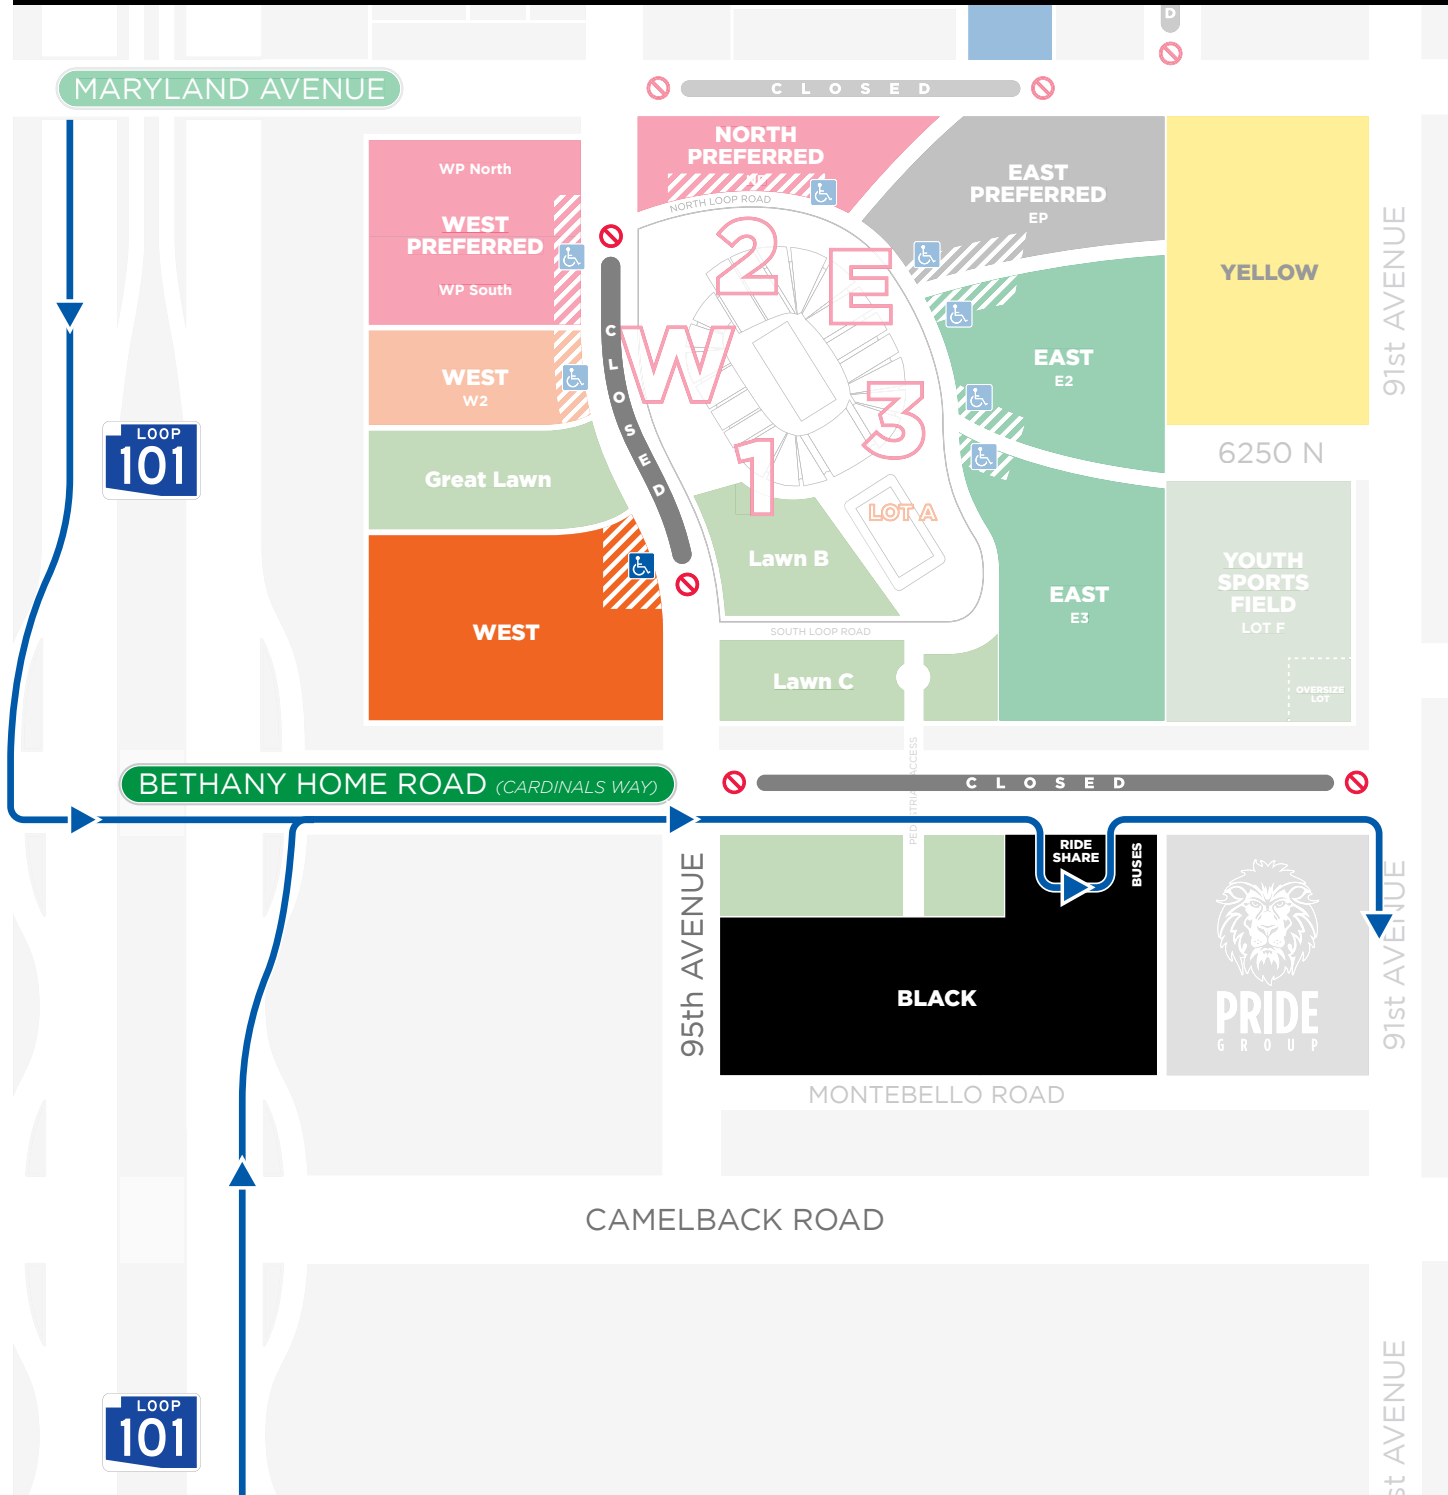 D
MARYLAND AVENUE
CLOSED
NORTH
PREFERRED
NORTH LOOP ROAD
WP North
WEST
PREFERRED
WP South
EAST
PREFERRED
EP
YELLOW
91st AVENUE
2
E
W
3
1
CLOSED
WEST
W2
EAST
E2
LOOP
101
Great Lawn
6250 N
LOT A
Lawn B
WEST
YOUTH
SPORTS
FIELD
LOT F
EAST
E3
SOUTH LOOP ROAD
Lawn C
OVERSIZE
LOT
BETHANY HOME ROAD (CARDINALS WAY)
CLOSED
PEDESTRIAN ACCESS
RIDE
SHARE
BUSES
95th AVENUE
91st AVENUE
BLACK
PRIDE
GROUP
MONTEBELLO ROAD
CAMELBACK ROAD
LOOP
101
st AVENUE